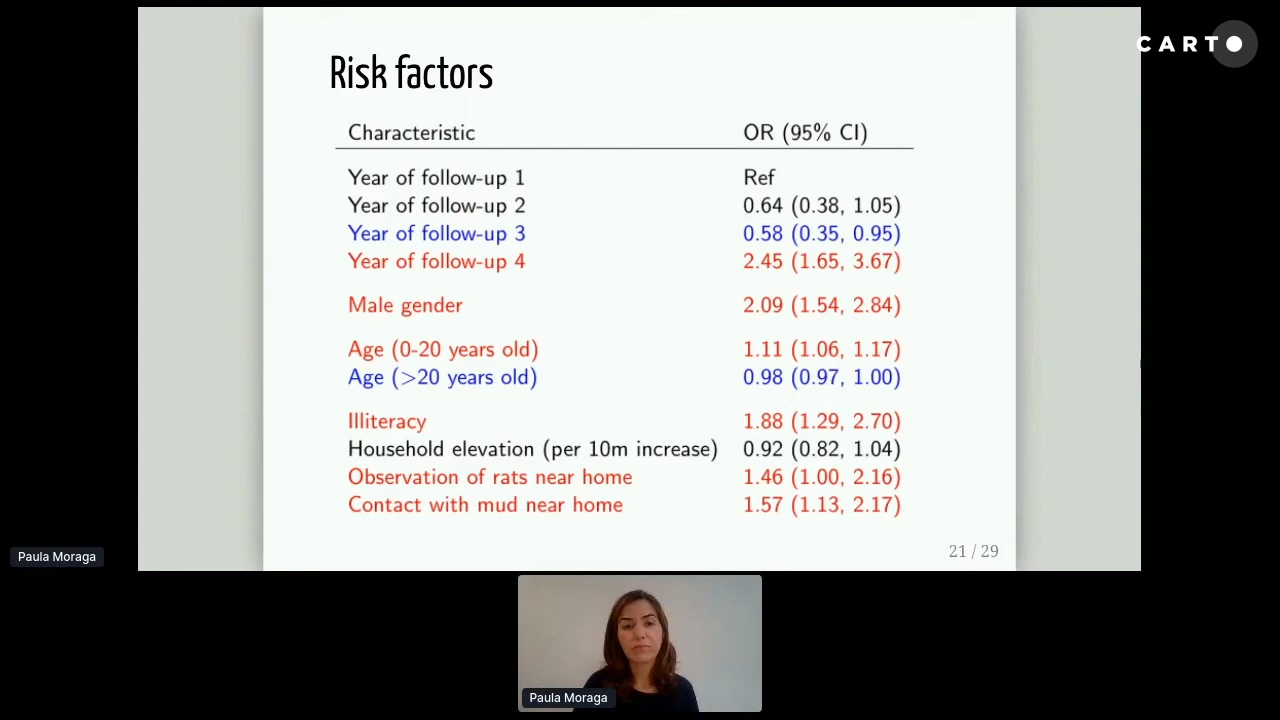 CARTO
Risk factors
Characteristic OR (95% CI)
Year of follow-up 1 Ref
Year of follow-up 2 0.64 (0.38, 1.05)
Year of follow-up 3 0.58 (0.35, 0.95)
Year of follow-up 4 2.45 (1.65, 3.67)
Male gender 2.09 (1.54, 2.84)
Age (0-20 years old) 1.11 (1.06, 1.17)
Age (>20 years old) 0.98 (0.97, 1.00)
Illiteracy 1.88 (1.29, 2.70)
Household elevation (per 10m increase) 0.92 (0.82, 1.04)
Observation of rats near home 1.46 (1.00, 2.16)
Contact with mud near home 1.57 (1.13, 2.17)
21 / 29
Paula Moraga
Paula Moraga